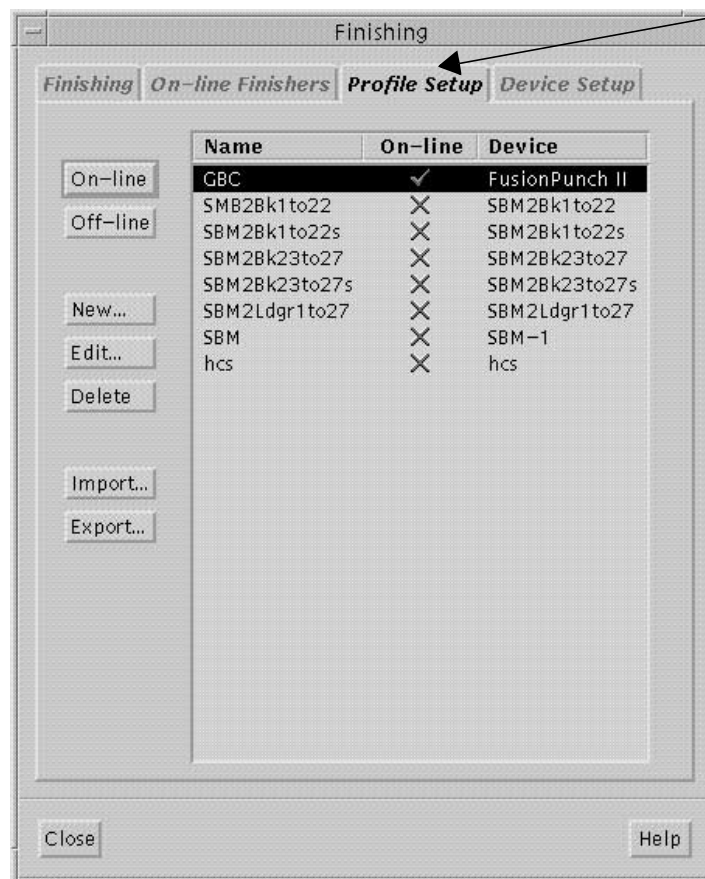 Finishing
Finishing On-line Finishers Profile Setup Device Setup
Name On-line Device
On-line
Off-line
New...
Edit...
Delete
Import...
Export...
GBC FusionPunch II
SMB2Bk1to22 SBM2Bk1to22
SBM2Bk1to22s SBM2Bk1to22s
SBM2Bk23to27 SBM2Bk23to27
SBM2Bk23to27s SBM2Bk23to27s
SBM2Ldgr1to27 SBM2Ldgr1to27
SBM SBM-1
hcs hcs
Close Help